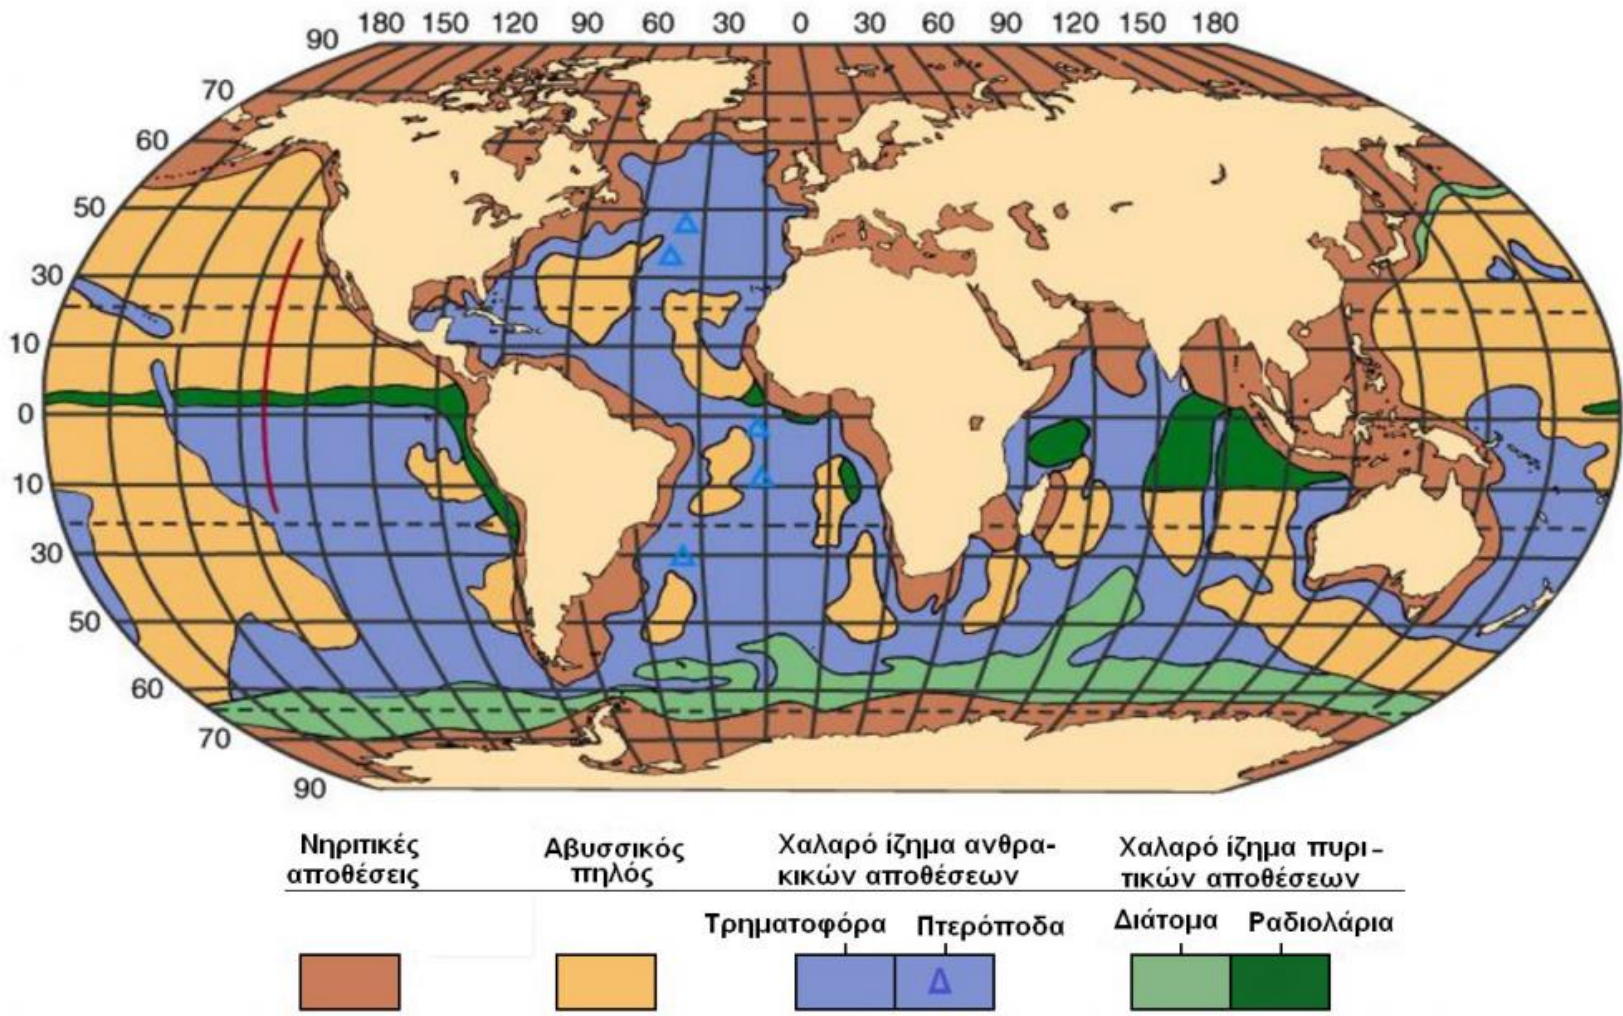 180 150 120 90 60 30 0 30 60 90 120 150 180
90
70
60
50
30
10
0
10
30
50
60
70
90
Νηριτικές
αποθέσεις
Αβυσσικός
πηλός
Χαλαρό ίζημα ανθρα-
κικών αποθέσεων
Χαλαρό ίζημα πυρι-
τικών αποθέσεων
Τρηματοφόρα
Πτερόποδα
Διάτομα
Ραδιολάρια
Δ